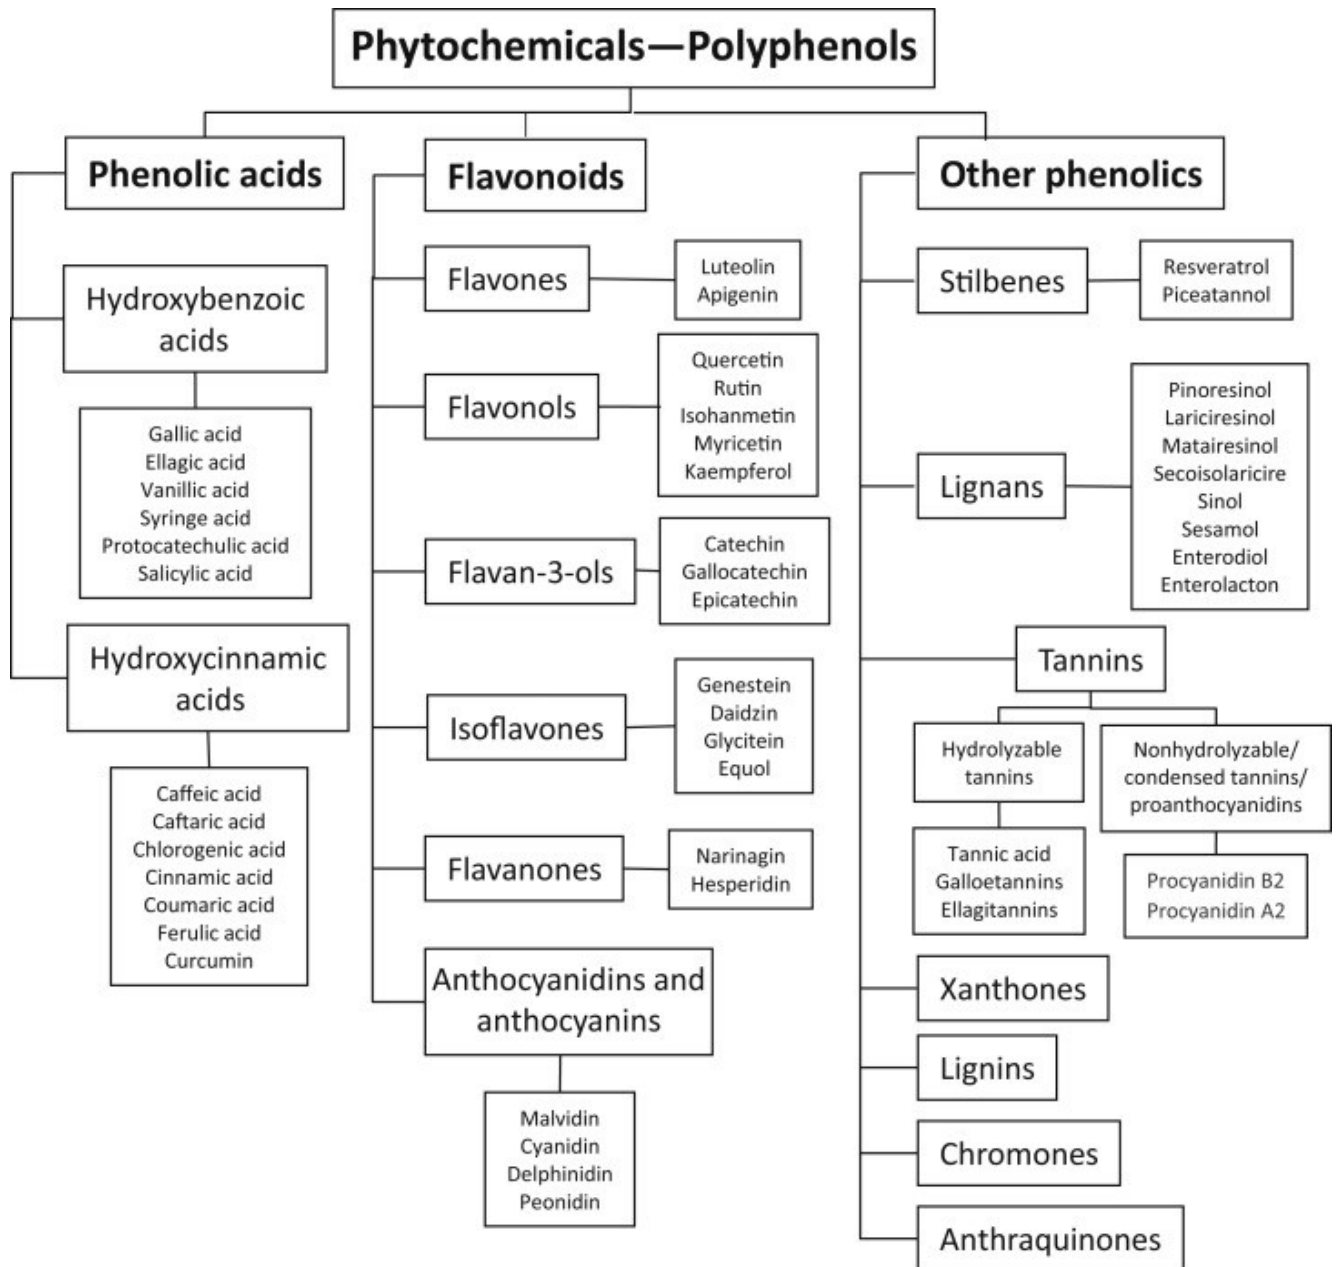 Phytochemicals—Polyphenols
Phenolic acids
Hydroxybenzoic
acids
Gallic acid
Ellagic acid
Vanillic acid
Syringe acid
Protocatechulic acid
Salicylic acid
Hydroxycinnamic
acids
Caffeic acid
Caftaric acid
Chlorogenic acid
Cinnamic acid
Coumaric acid
Ferulic acid
Curcumin
Flavonoids
Flavones
Luteolin
Apigenin
Flavonols
Quercetin
Rutin
Isohanmetin
Myricetin
Kaempferol
Flavan-3-ols
Catechin
Gallocatechin
Epicatechin
Isoflavones
Genestein
Daidzin
Glycitein
Equol
Flavanones
Narinagin
Hesperidin
Anthocyanidins and
anthocyanins
Malvidin
Cyanidin
Delphinidin
Peonidin
Other phenolics
Stilbenes
Resveratrol
Piceatannol
Lignans
Pinoresinol
Lariciresinol
Matairesinol
Secoisolaricire
Sinol
Sesamol
Enterodiol
Enterolacton
Tannins
Hydrolyzable
tannins
Tannic acid
Galloetannins
Ellagitannins
Nonhydrolyzable/
condensed tannins/
proanthocyanidins
Procyanidin B2
Procyanidin A2
Xanthones
Lignins
Chromones
Anthraquinones